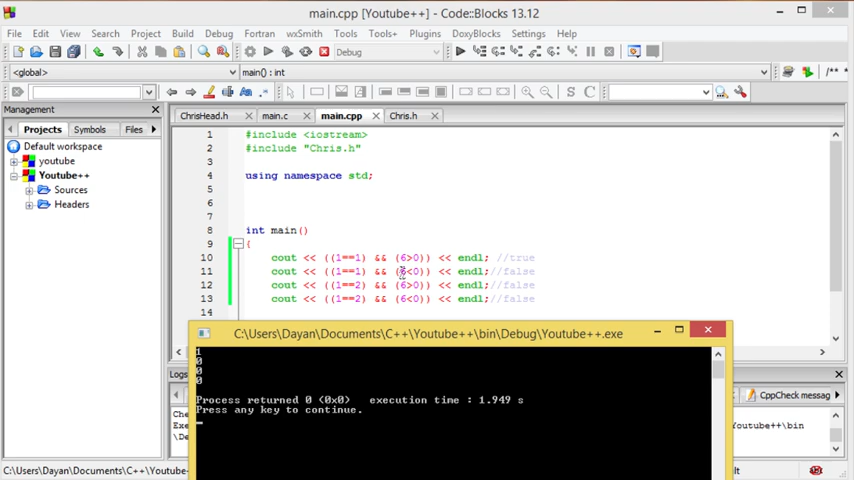 main.cpp [Youtube++] - Code::Blocks 13.12
File Edit View Search Project Build Debug Fortran wxSmith Tools Tools+ Plugins DoxyBlocks Settings Help
Debug
<global> main() : int /**
Management
Projects Symbols Files
Default workspace
youtube
Youtube++
Sources
Headers
ChrisHead.h main.c main.cpp Chris.h
1 #include <iostream>
2 #include "Chris.h"
3
4 using namespace std;
5
6
7
8 int main()
9 {
10 cout << ((1==1) && (6>0)) << endl; //true
11 cout << ((1==1) && (6<0)) << endl;//false
12 cout << ((1==2) && (6>0)) << endl;//false
13 cout << ((1==2) && (6<0)) << endl;//false
14
C:\Users\Dayan\Documents\C++\Youtube++\bin\Debug\Youtube++.exe
1
0
0
0
Process returned 0 (0x0) execution time : 1.949 s
Press any key to continue.
Logs
CppCheck messag
Che
Exe
\De
++\bin
C:\Users\Dayan\Documents\C++\Yo